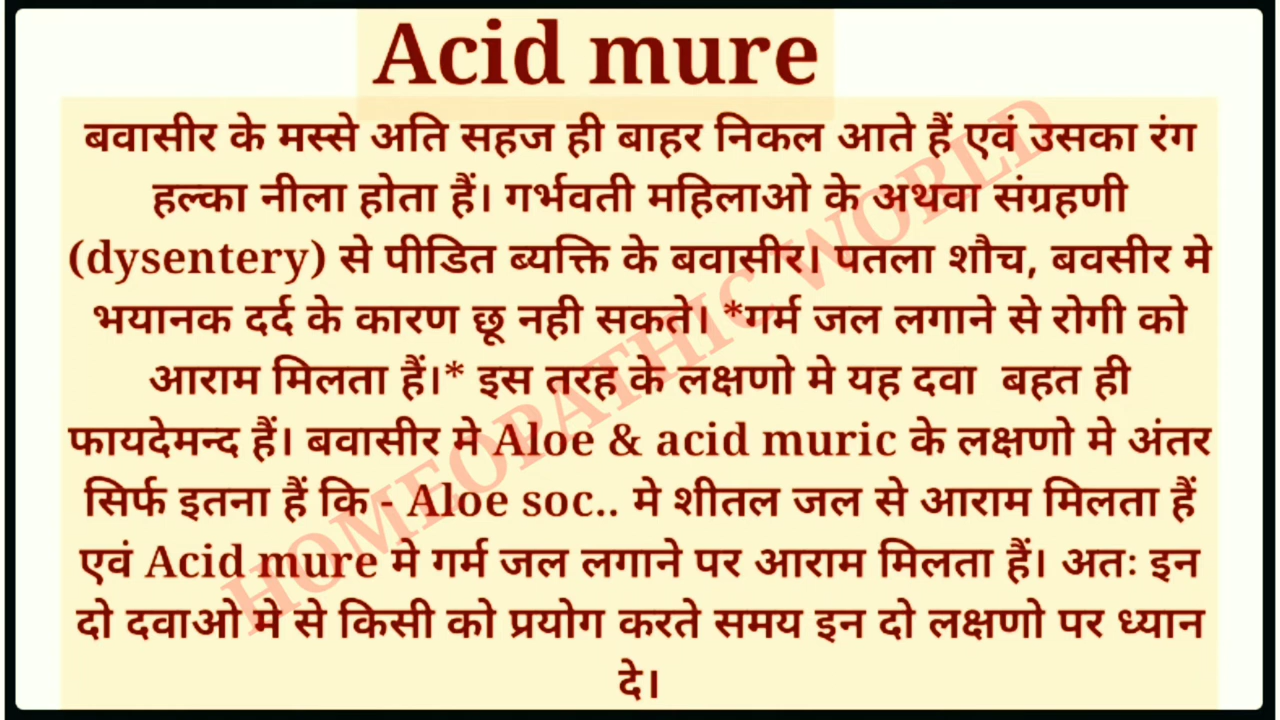 Acid mure
बवासीर के मस्से अति सहज ही बाहर निकल आते हैं एवं उसका रंग
हल्का नीला होता हैं। गर्भवती महिलाओ के अथवा संग्रहणी
(dysentery) से पीडित ब्यक्ति के बवासीर। पतला शौच, बवसीर मे
भयानक दर्द के कारण छू नही सकते। *गर्म जल लगाने से रोगी को
आराम मिलता हैं।* इस तरह के लक्षणो मे यह दवा बहत ही
फायदेमन्द हैं। बवासीर मे Aloe & acid muric के लक्षणो मे अंतर
सिर्फ इतना हैं कि - Aloe soc.. मे शीतल जल से आराम मिलता हैं
एवं Acid mure मे गर्म जल लगाने पर आराम मिलता हैं। अतः इन
दो दवाओ मे से किसी को प्रयोग करते समय इन दो लक्षणो पर ध्यान
दे।
HOMEOPATHIC WORLD